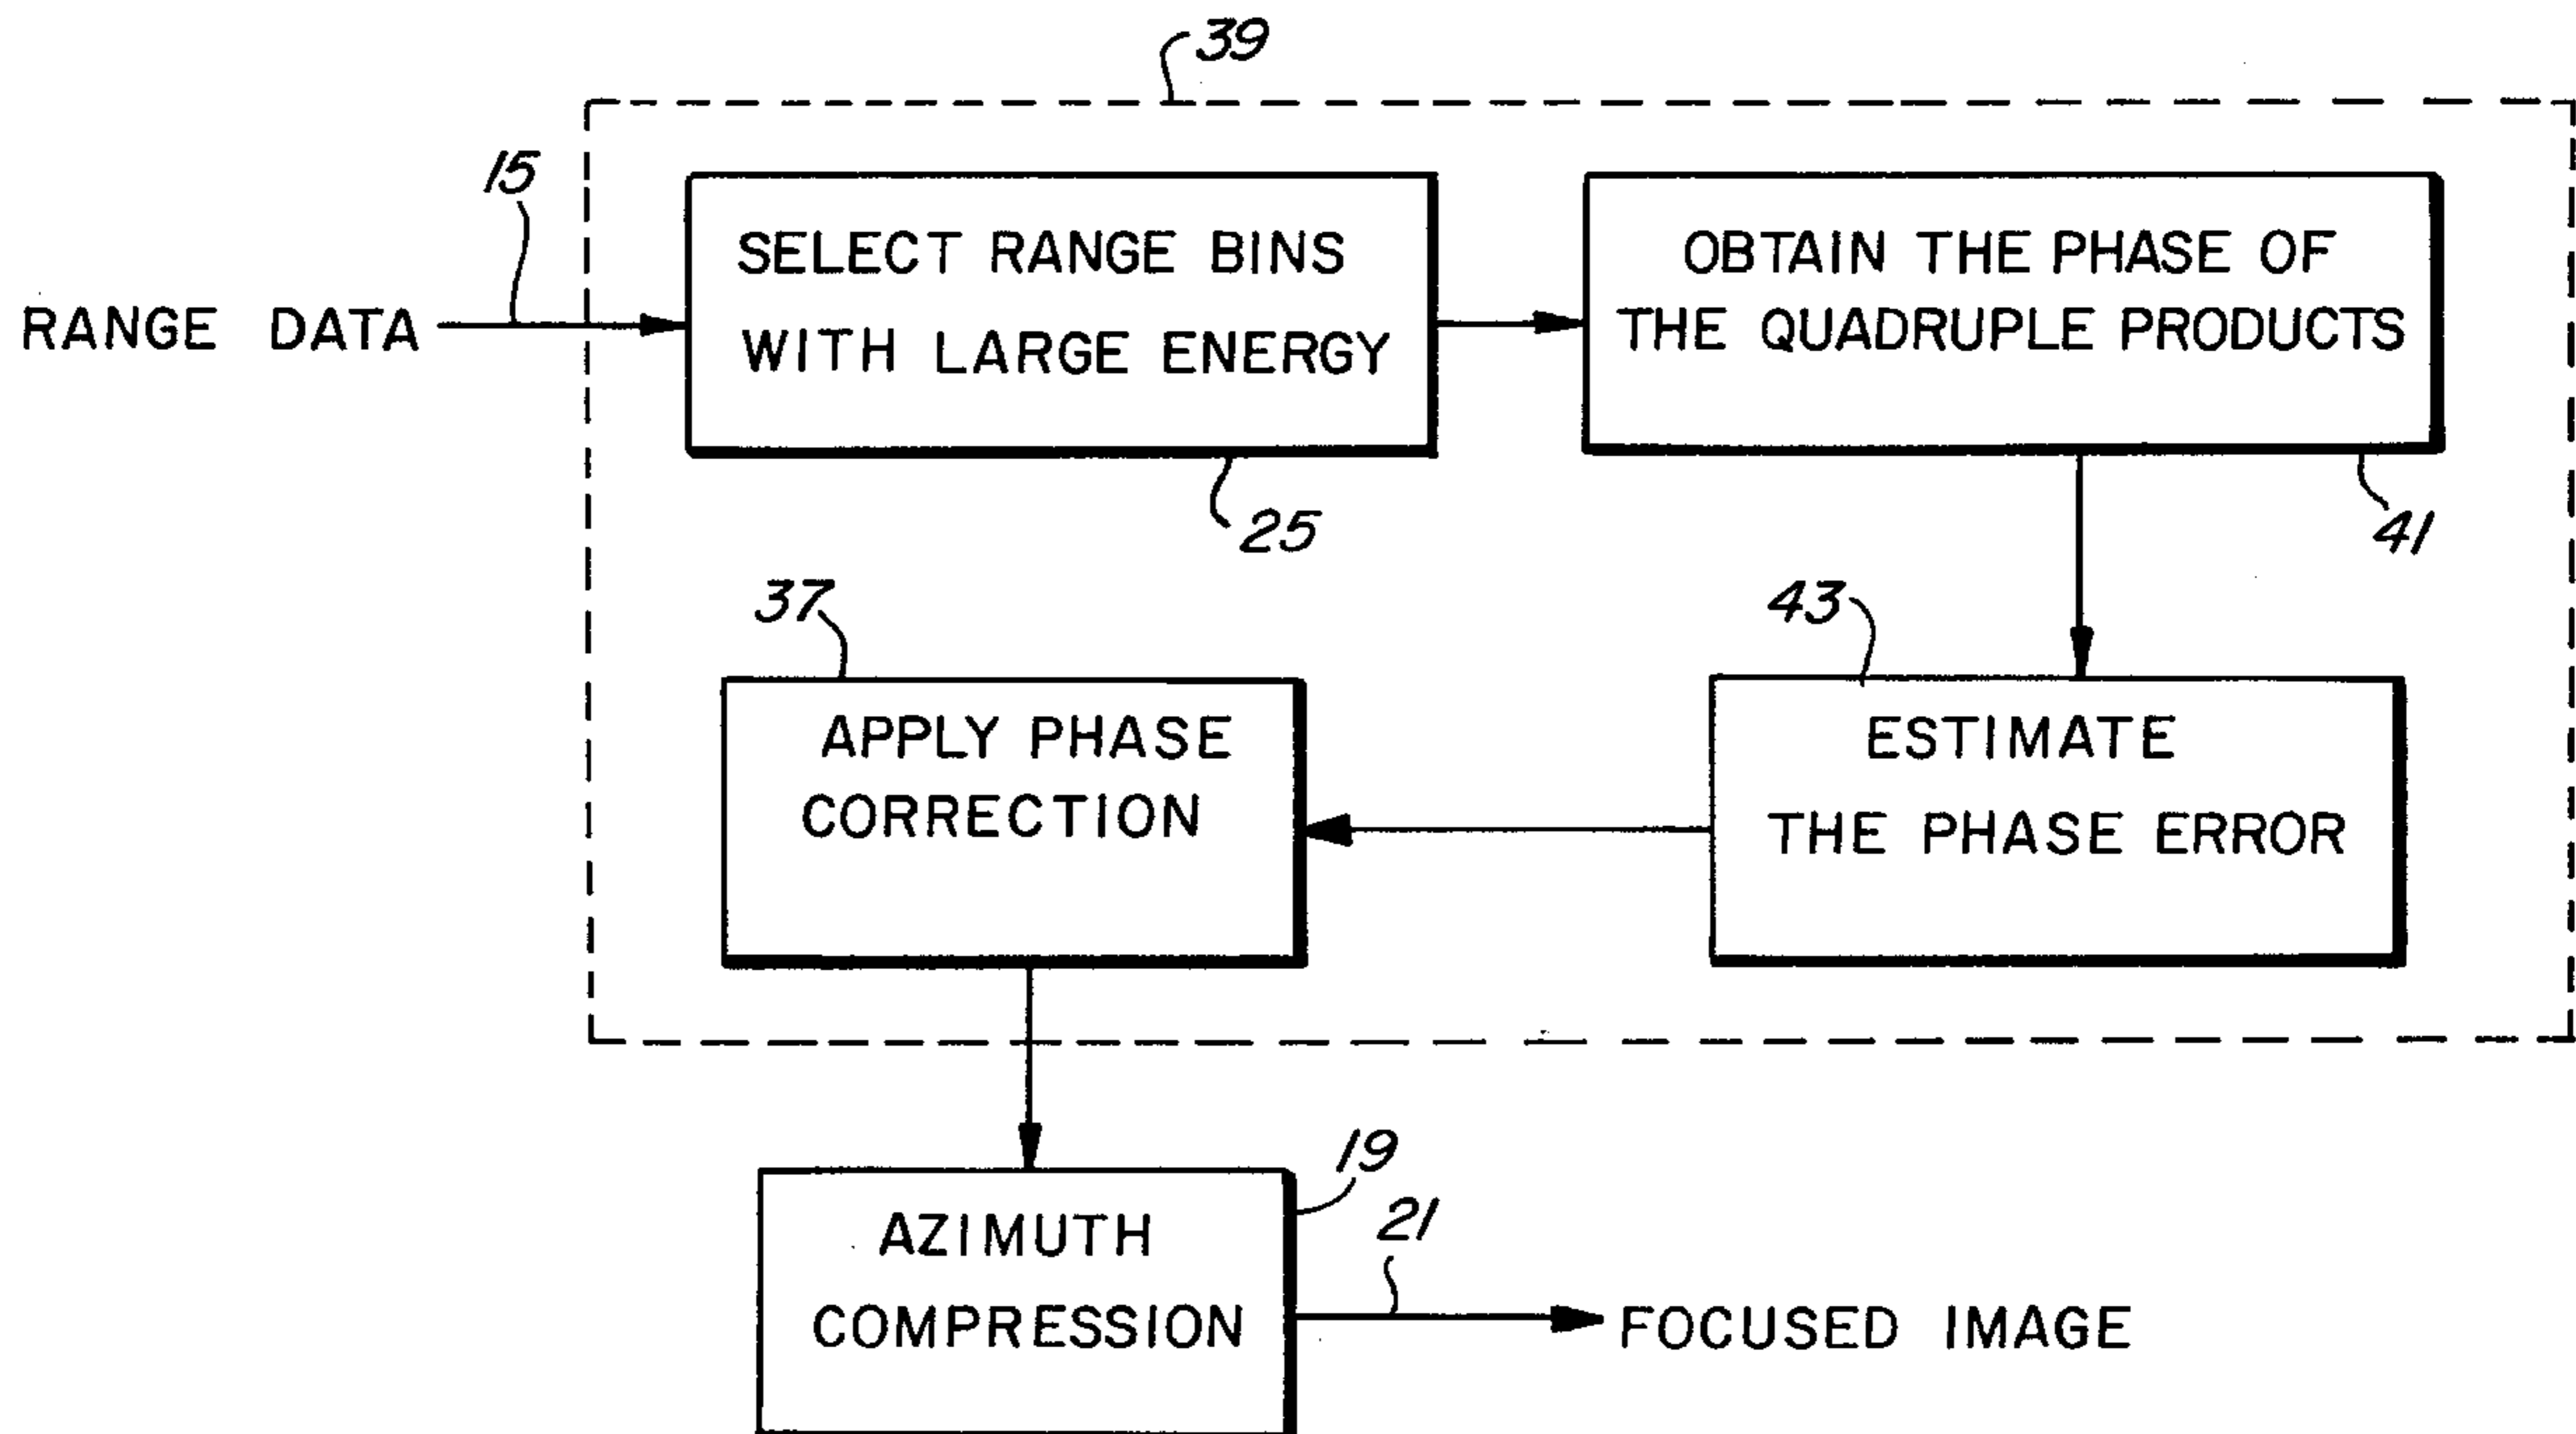 39
15
RANGE DATA
SELECT RANGE BINS
WITH LARGE ENERGY
25
OBTAIN THE PHASE OF
THE QUADRUPLE PRODUCTS
41
43
ESTIMATE
THE PHASE ERROR
37
APPLY PHASE
CORRECTION
19
AZIMUTH
COMPRESSION
21
FOCUSED IMAGE